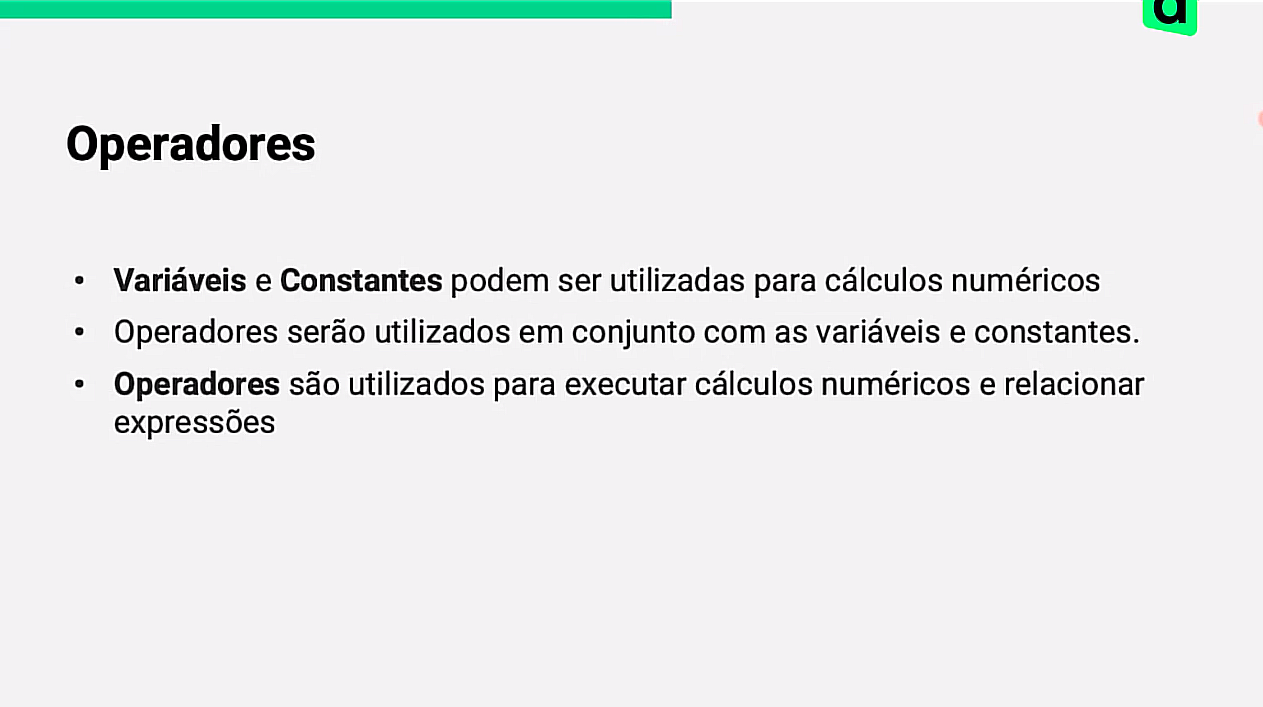 Operadores
• Variáveis e Constantes podem ser utilizadas para cálculos numéricos
• Operadores serão utilizados em conjunto com as variáveis e constantes.
• Operadores são utilizados para executar cálculos numéricos e relacionar
expressões